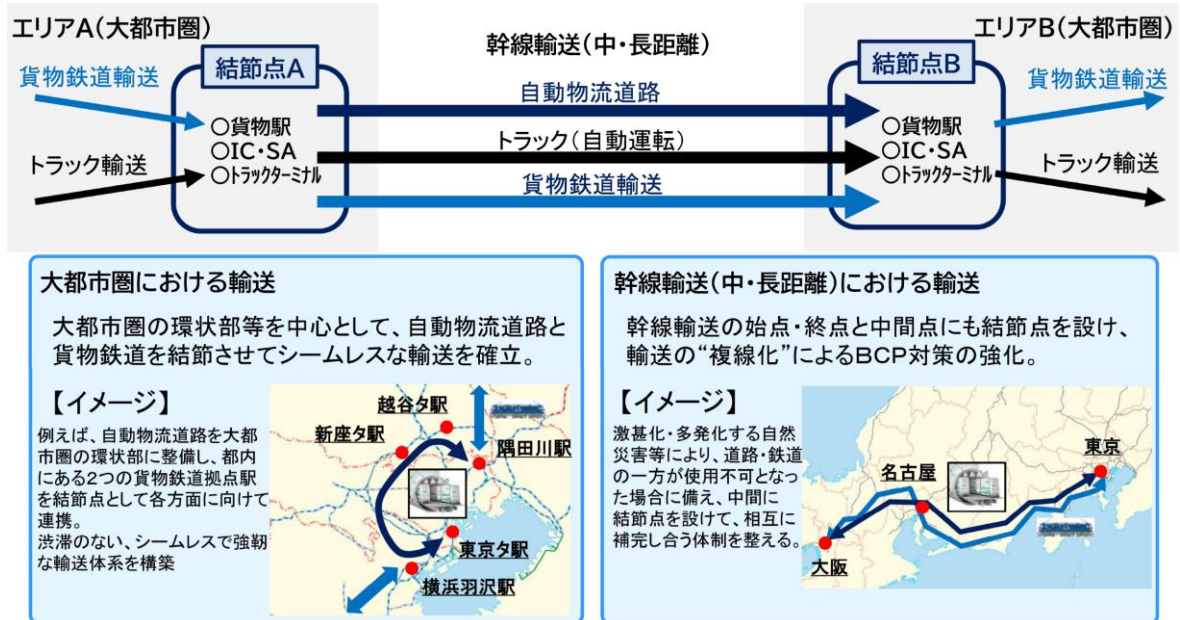 エリアA(大都市圏)
幹線輸送(中・長距離)
エリアB(大都市圏)
貨物鉄道輸送
結節点A
自動物流道路
結節点B
貨物鉄道輸送
○貨物駅
○IC・SA
○トラックターミナル
トラック(自動運転)
○貨物駅
○IC・SA
○トラックターミナル
トラック輸送
貨物鉄道輸送
トラック輸送
大都市圏における輸送
大都市圏の環状部等を中心として、自動物流道路と
貨物鉄道を結節させてシームレスな輸送を確立。
【イメージ】
例えば、自動物流道路を大都
市圏の環状部に整備し、都内
にある2つの貨物鉄道拠点駅
を結節点として各方面に向けて
連携。
渋滞のない、シームレスで強靭
な輸送体系を構築
越谷タ駅
新座タ駅
隅田川駅
東京タ駅
横浜羽沢駅
幹線輸送(中・長距離)における輸送
幹線輸送の始点・終点と中間点にも結節点を設け、
輸送の“複線化”によるBCP対策の強化。
【イメージ】
激甚化・多発化する自然
災害等により、道路・鉄道
の一方が使用不可となっ
た場合に備え、中間に
結節点を設けて、相互に
補完し合う体制を整える。
東京
名古屋
大阪